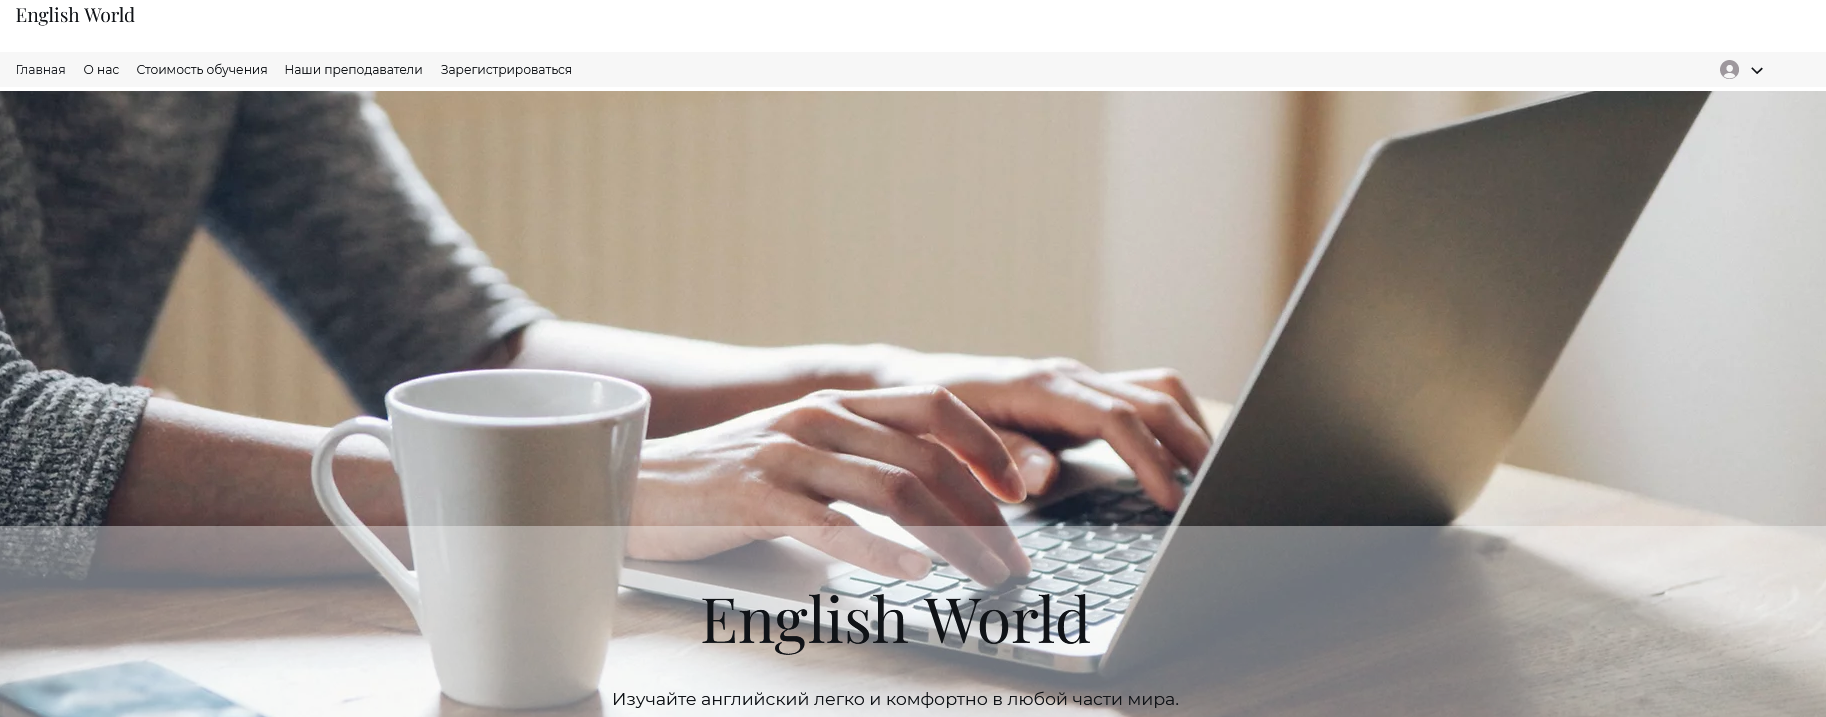 English World
Главная О нас Стоимость обучения Наши преподаватели Зарегистрироваться
English World
Изучайте английский легко и комфортно в любой части мира.